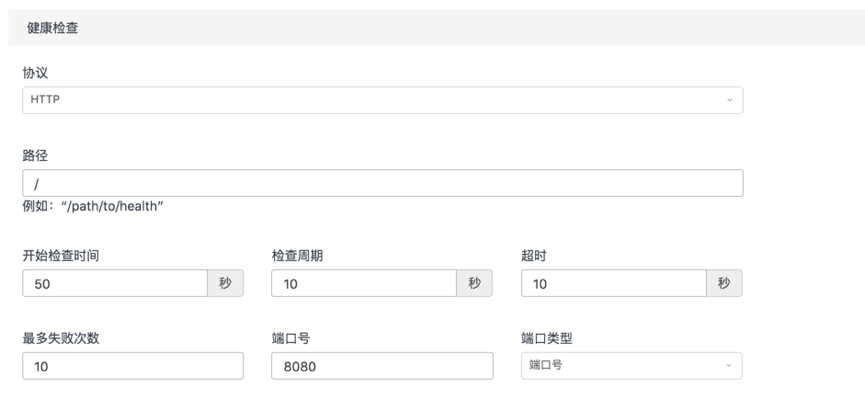 健康检查
协议
HTTP
路径
/
例如：“/path/to/health”
开始检查时间 检查周期 超时
50 秒 10 秒 10 秒
最多失败次数 端口号 端口类型
10 8080 端口号